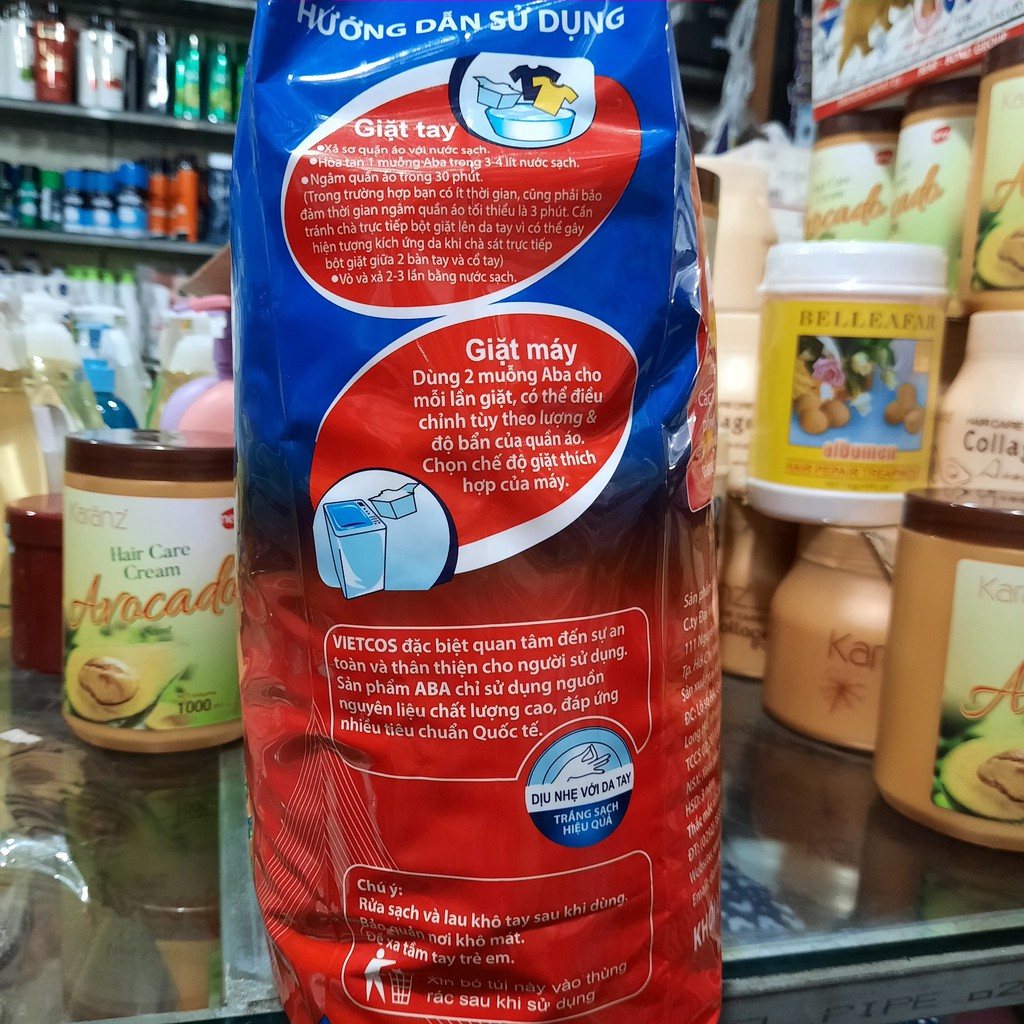 HƯỚNG DẪN SỬ DỤNG
Giặt tay
•Xả sơ quần áo với nước sạch.
•Hòa tan 1 muỗng Aba trong 3-4 lít nước sạch.
•Ngâm quần áo trong 30 phút.
(Trong trường hợp bạn có ít thời gian, cũng phải bảo
đảm thời gian ngâm quần áo tối thiểu là 3 phút. Cần
tránh chà trực tiếp bột giặt lên da tay vì có thể gây
hiện tượng kích ứng da khi chà sát trực tiếp
bột giặt giữa 2 bàn tay và cổ tay)
•Vò và xả 2-3 lần bằng nước sạch.
Giặt máy
Dùng 2 muỗng Aba cho
mỗi lần giặt, có thể điều
chỉnh tùy theo lượng &
độ bẩn của quần áo.
Chọn chế độ giặt thích
hợp của máy.
VIETCOS đặc biệt quan tâm đến sự an
toàn và thân thiện cho người sử dụng.
Sản phẩm ABA chỉ sử dụng nguồn
nguyên liệu chất lượng cao, đáp ứng
nhiều tiêu chuẩn Quốc tế.
DỊU NHẸ VỚI DA TAY
TRẮNG SẠCH
HIỆU QUẢ
Chú ý:
Rửa sạch và lau khô tay sau khi dùng.
Bảo quản nơi khô mát.
Để xa tầm tay trẻ em.
Xin bỏ túi này vào thùng
rác sau khi sử dụng
Karanz
Hair Care
Cream
Avocado
1000
Hair Care
Cream
BELLEAFAR
HAIR REPAIR TREATMENT
HAIR CARE
Karanz
PIPE